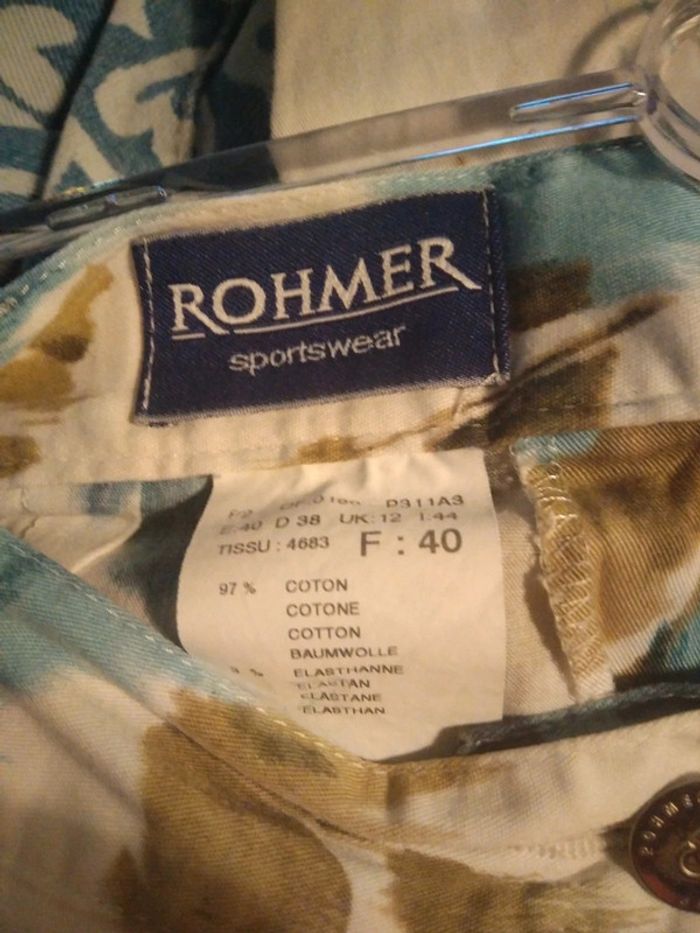 ROHMER
sportswear
D311A3
E:40 D 38 UK:12 I:44
TISSU : 4683 F : 40
97 % COTON
COTONE
COTTON
BAUMWOLLE
% ELASTHANNE
ELASTAN
ELASTANE
ELASTHAN
ROHMER